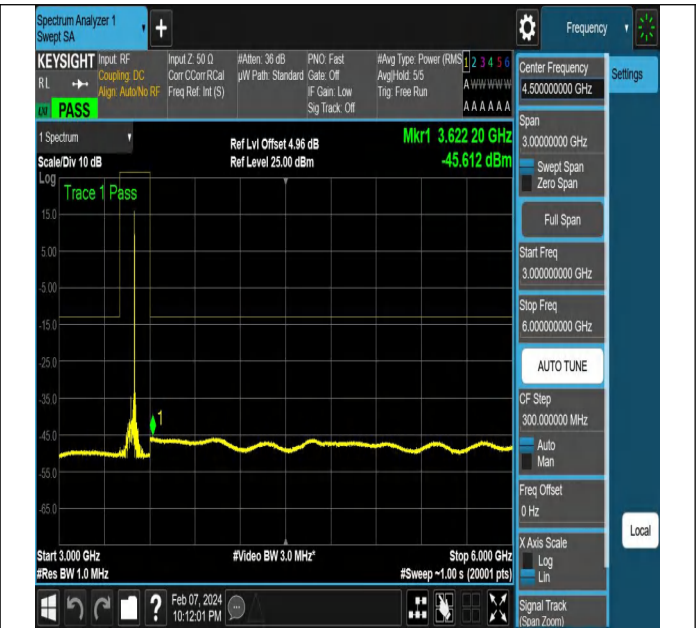 Spectrum Analyzer 1
Swept SA
Frequency
KEYSIGHT
RL
PASS
Input: RF
Coupling: DC
Align: Auto/No RF
Input Z: 50 Ω
Corr CCorr RCal
Freq Ref: Int (S)
#Atten: 36 dB
µW Path: Standard
PNO: Fast
Gate: Off
IF Gain: Low
Sig Track: Off
#Avg Type: Power (RMS
Avg|Hold: 5/5
Trig: Free Run
1 2 3 4 5 6
A W W W W W
A A A A A A
Center Frequency
4.500000000 GHz
Settings
Span
3.00000000 GHz
Swept Span
Zero Span
Full Span
Start Freq
3.000000000 GHz
Stop Freq
6.000000000 GHz
AUTO TUNE
CF Step
300.000000 MHz
Auto
Man
Freq Offset
0 Hz
X Axis Scale
Log
Lin
Local
Signal Track
(Span Zoom)
1 Spectrum
Scale/Div 10 dB
Log
Ref Lvl Offset 4.96 dB
Ref Level 25.00 dBm
Mkr1 3.622 20 GHz
-45.612 dBm
Trace 1 Pass
15.0
5.00
-5.00
-15.0
-25.0
-35.0
-45.0
-55.0
-65.0
1
Start 3.000 GHz
#Res BW 1.0 MHz
#Video BW 3.0 MHz*
Stop 6.000 GHz
#Sweep ~1.00 s (20001 pts)
?
Feb 07, 2024
10:12:01 PM